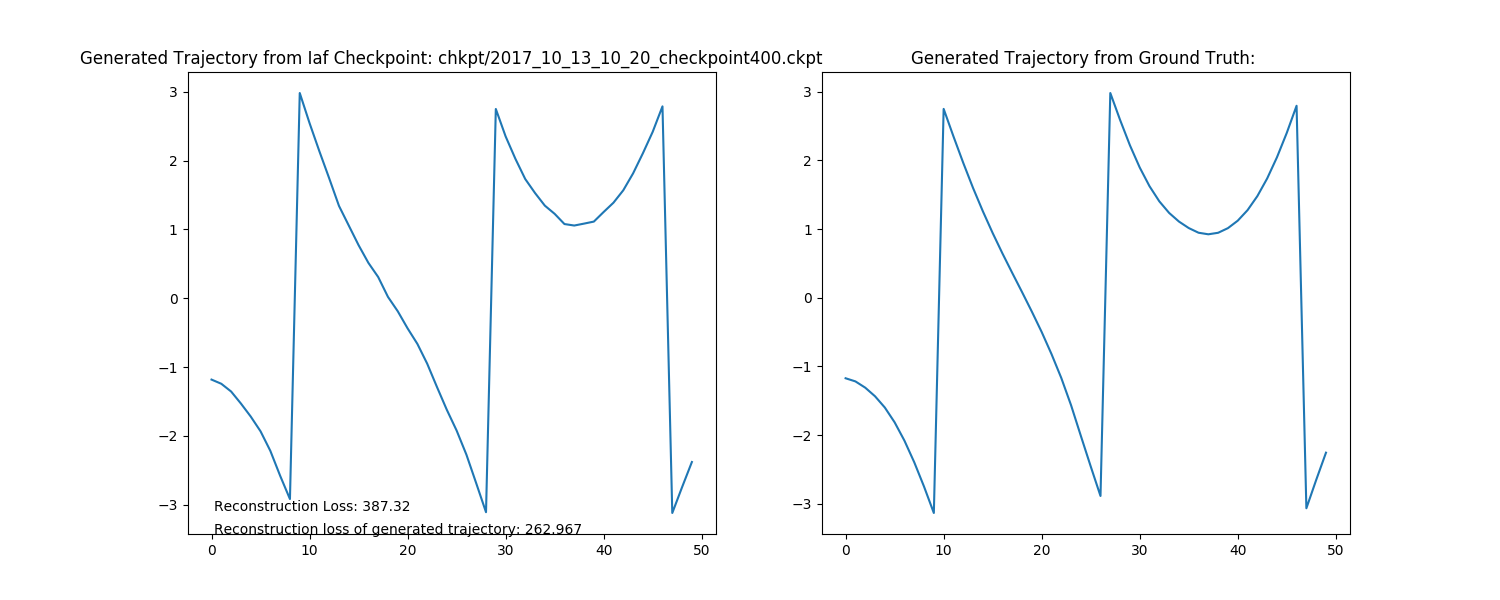 Generated Trajectory from Iaf Checkpoint: chkpt/2017_10_13_10_20_checkpoint400.ckpt
3
2
1
0
−1
−2
−3
Reconstruction Loss: 387.32
Reconstruction loss of generated trajectory: 262.967
0 10 20 30 40 50
Generated Trajectory from Ground Truth:
3
2
1
0
−1
−2
−3
0 10 20 30 40 50